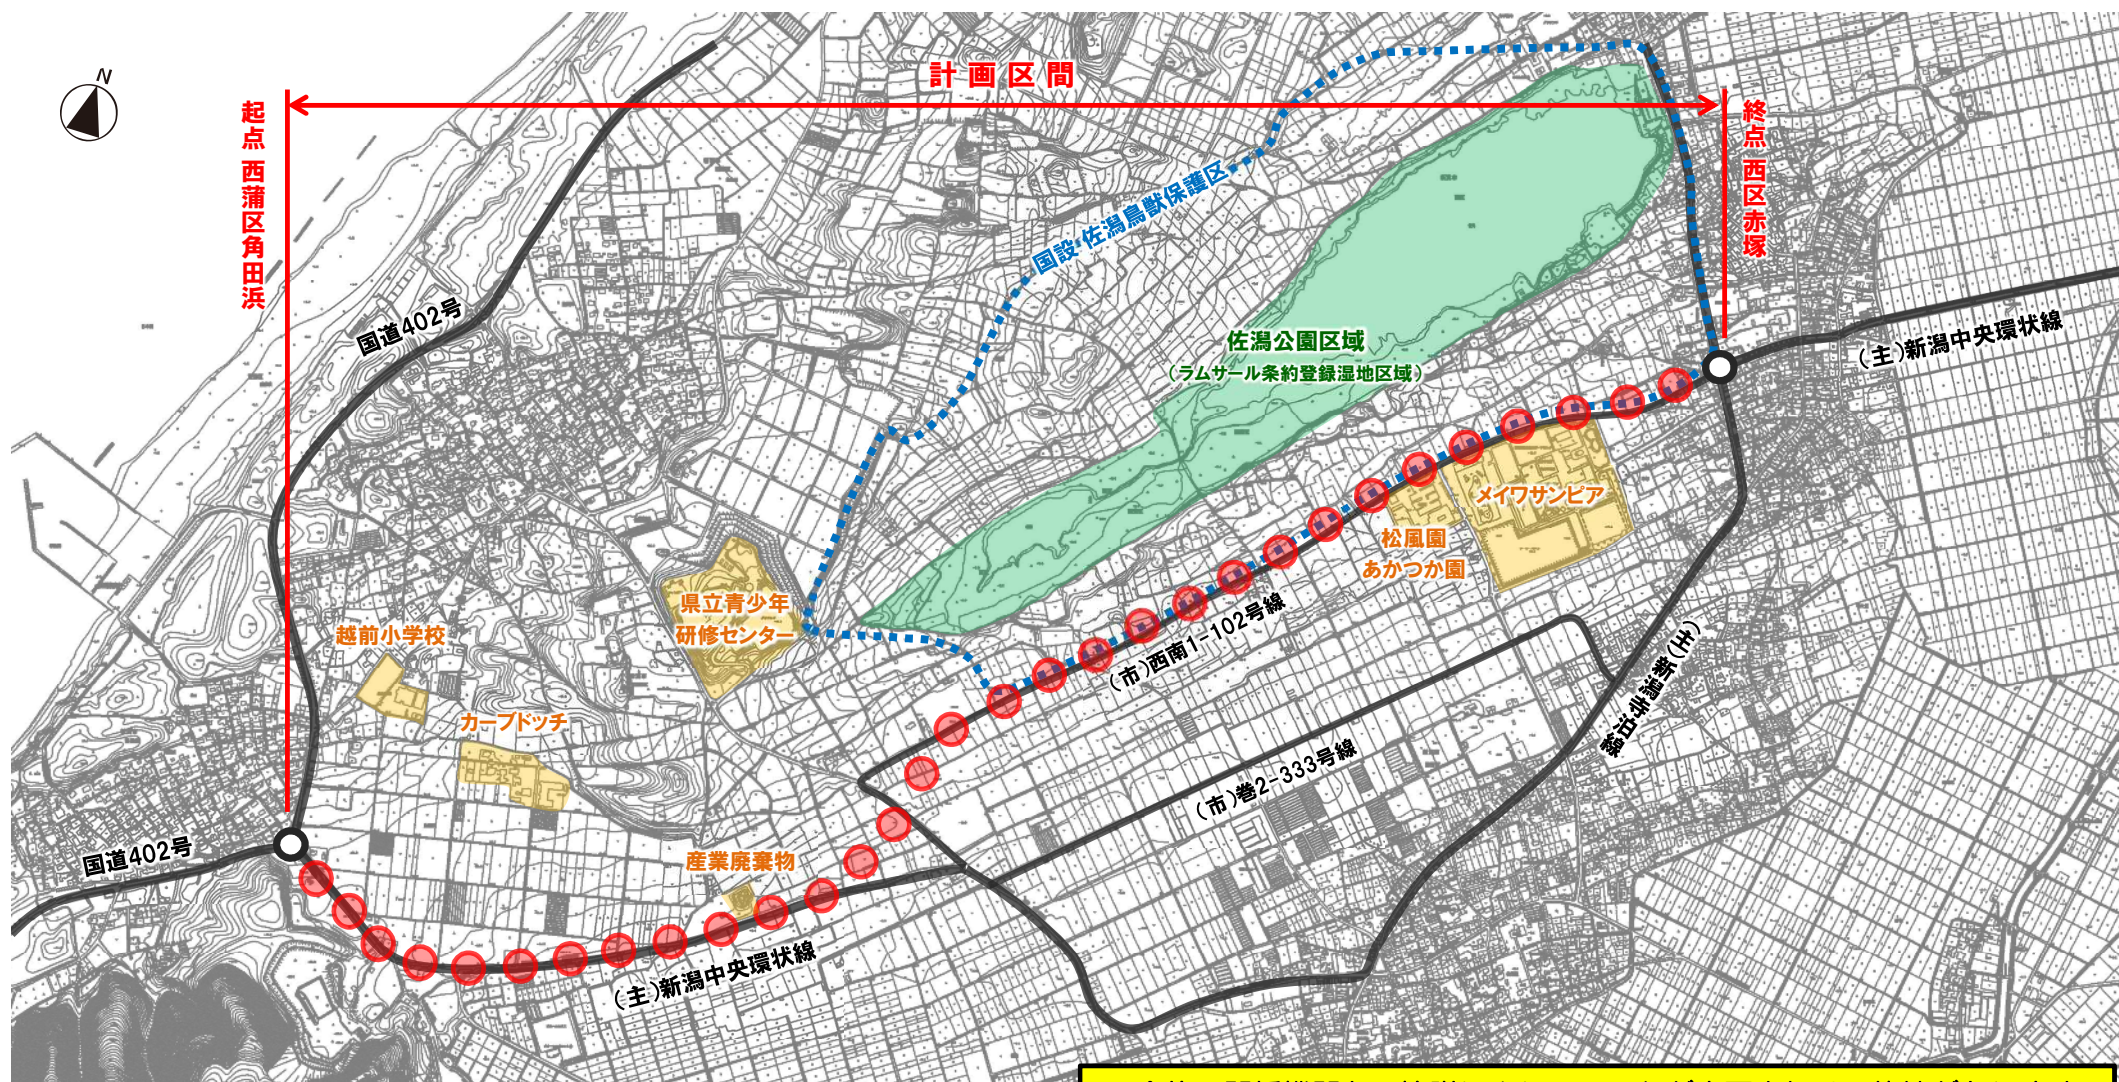 N
計画区間
起点 西蒲区角田浜
終点 西区赤塚
国設 佐潟鳥獣保護区
国道402号
佐潟公園区域
（ラムサール条約登録湿地区域）
（主）新潟中央環状線
メイワサンピア
松風園
あかつか園
県立青少年
研修センター
越前小学校
カーブドッチ
（市）西南1-102号線
（主）新潟寺泊線
（市）巻2-333号線
国道402号
産業廃棄物
（主）新潟中央環状線